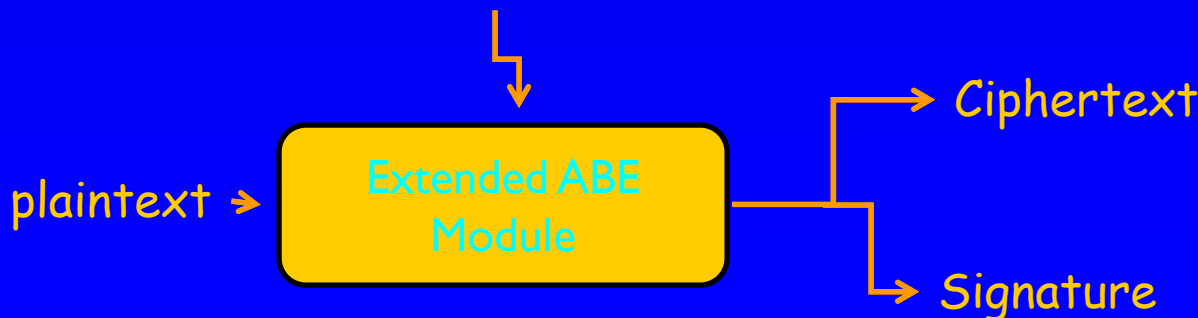 Ciphertext
plaintext
Extended ABE
Module
Signature